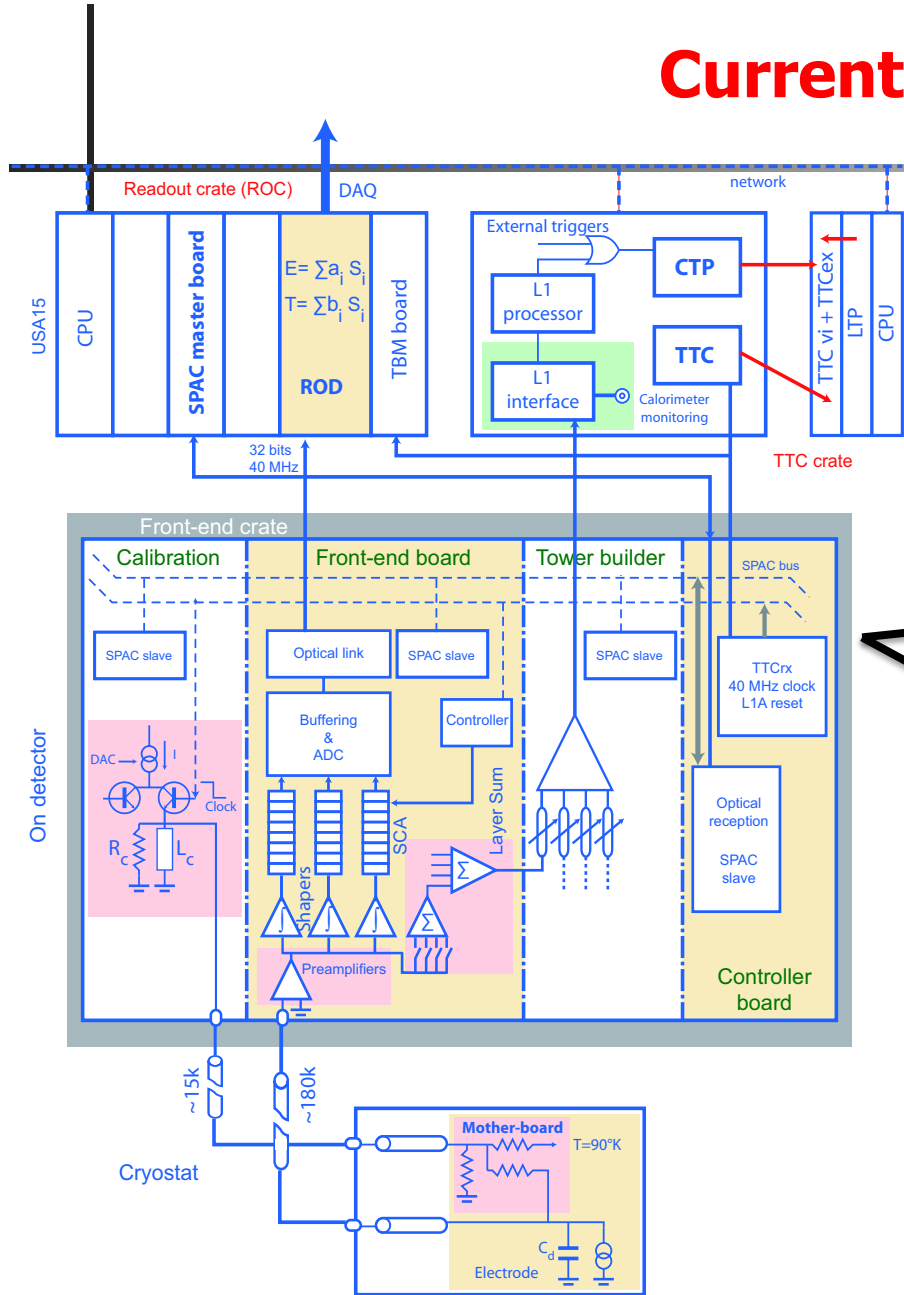 Current
network
Readout crate (ROC)
DAQ
USA15
CPU
SPAC master board
E= ∑a_i S_i
T= ∑b_i S_i
ROD
TBM board
External triggers
L1
processor
CTP
TTC
L1
interface
Calorimeter
monitoring
TTC vi + TTCex
LTP
CPU
TTC crate
32 bits
40 MHz
Front-end crate
Calibration
Front-end board
Tower builder
SPAC bus
On detector
SPAC slave
Optical link
SPAC slave
SPAC slave
TTCrx
40 MHz clock
L1A reset
Buffering
&
ADC
Controller
DAC
I
Clock
R_c
L_c
SCA
Shapers
Layer Sum
∑
∑
∫
∫
∫
Optical
reception
SPAC
slave
Preamplifiers
Controller
board
~15k
~180k
Cryostat
Mother-board
T=90°K
C_d
Electrode